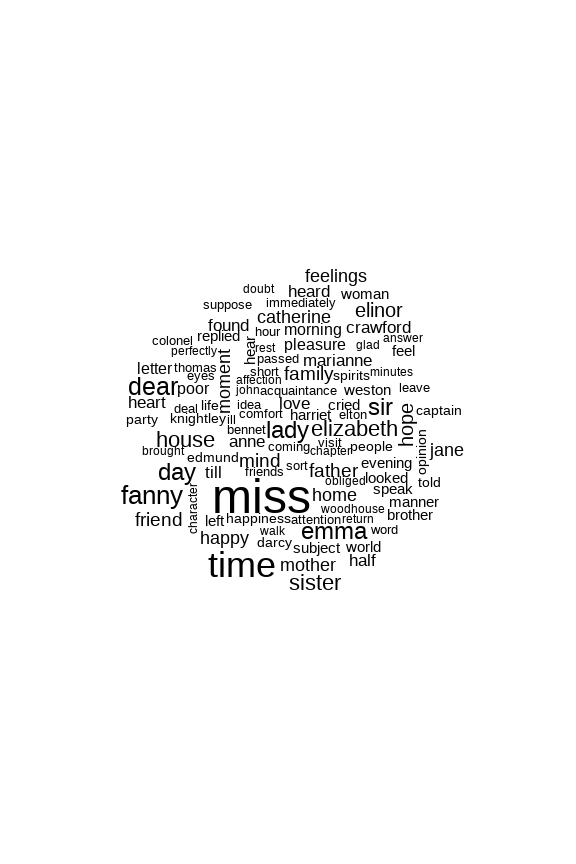 feelings
doubt
heard
woman
suppose
immediately
elinor
catherine
found
hour
morning
crawford
colonel
replied
hear
rest
pleasure
glad
answer
perfectly
feel
passed
marianne
letter
thomas
moment
short
family
spirits
minutes
eyes
affection
dear
poor
john
acquaintance
weston
leave
heart
deal
life
idea
love
cried
sir
captain
party
knightley
ill
comfort
harriet
elton
hope
bennet
lady
elizabeth
house
anne
coming
visit
people
opinion
jane
brought
edmund
mind
chapter
sort
father
evening
day
till
friends
obliged
looked
told
fanny
character
miss
home
speak
manner
woodhouse
brother
friend
left
happiness
attention
return
happy
walk
emma
word
darcy
subject
world
time
mother
half
sister